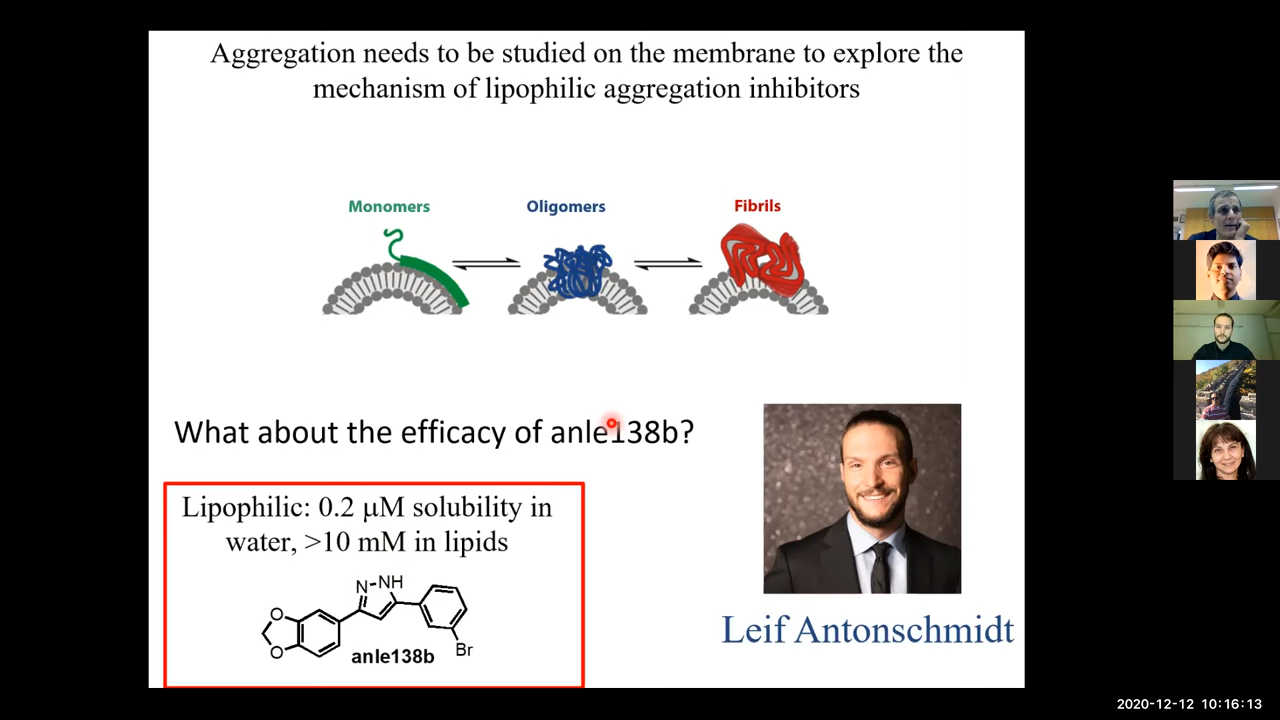 Aggregation needs to be studied on the membrane to explore the
mechanism of lipophilic aggregation inhibitors
Monomers
Oligomers
Fibrils
What about the efficacy of anle138b?
Lipophilic: 0.2 μM solubility in
water, >10 mM in lipids
N
NH
O
O
Br
anle138b
Leif Antonschmidt
2020-12-12 10:16:13